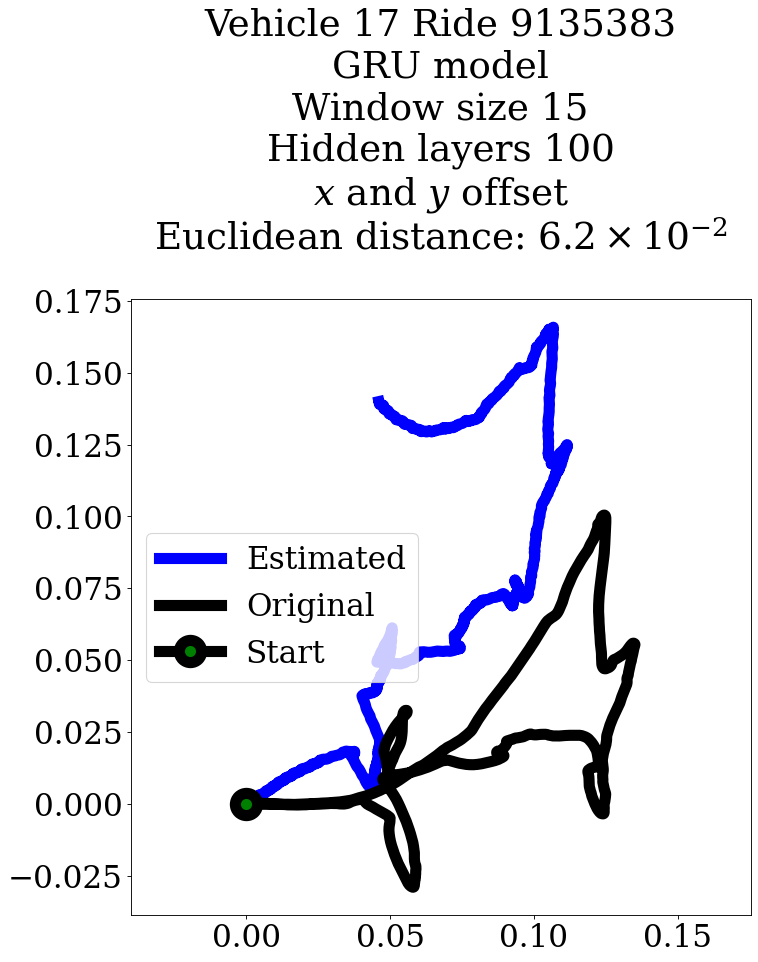 Vehicle 17 Ride 9135383
GRU model
Window size 15
Hidden layers 100
x and y offset
Euclidean distance: 6.2 × 10⁻²
0.175
0.150
0.125
0.100
0.075
0.050
0.025
0.000
−0.025
Estimated
Original
Start
0.00 0.05 0.10 0.15